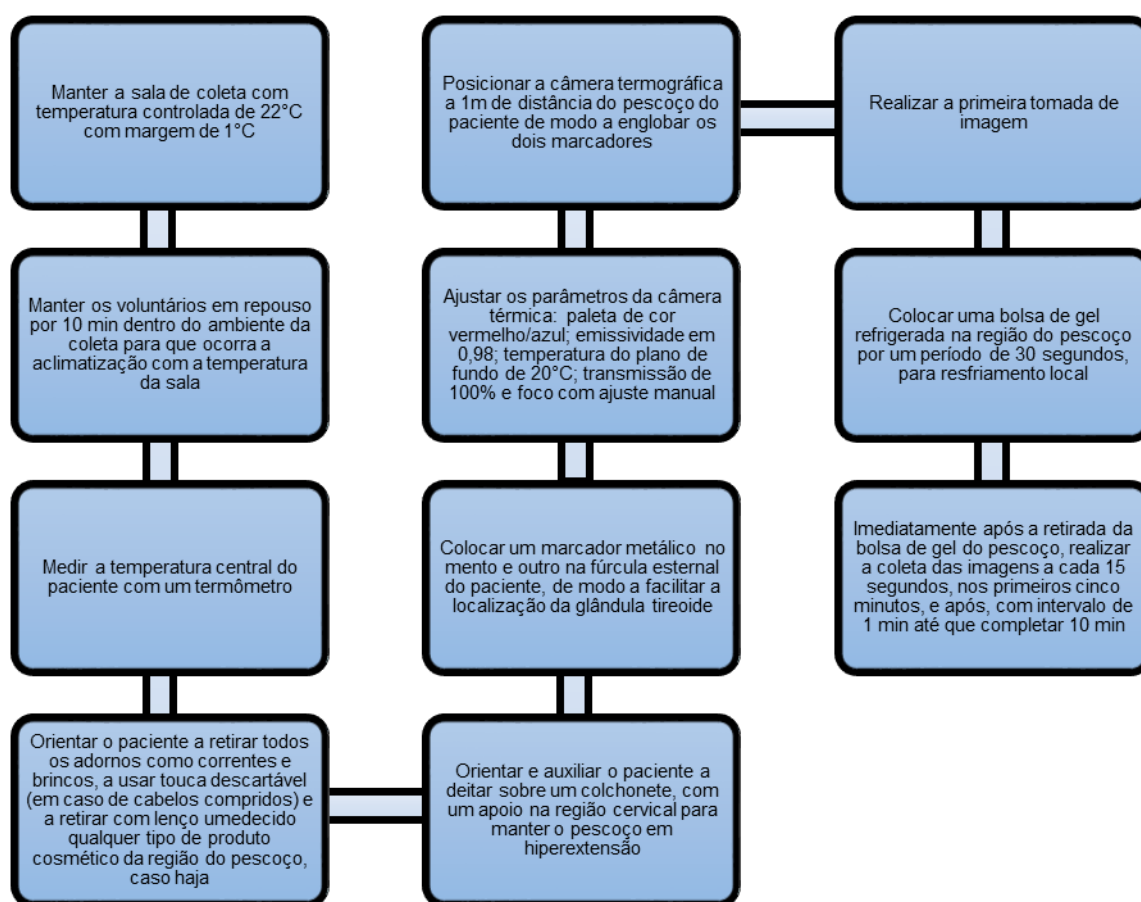 Manter a sala de coleta com
temperatura controlada de 22°C
com margem de 1°C
Manter os voluntários em repouso
por 10 min dentro do ambiente da
coleta para que ocorra a
aclimatização com a temperatura
da sala
Medir a temperatura central do
paciente com um termômetro
Orientar o paciente a retirar todos
os adornos como correntes e
brincos, a usar touca descartável
(em caso de cabelos compridos) e
a retirar com lenço umedecido
qualquer tipo de produto
cosmético da região do pescoço,
caso haja
Orientar e auxiliar o paciente a
deitar sobre um colchonete, com
um apoio na região cervical para
manter o pescoço em
hiperextensão
Colocar um marcador metálico no
mento e outro na fúrcula esternal
do paciente, de modo a facilitar a
localização da glândula tireoide
Ajustar os parâmetros da câmera
térmica: paleta de cor
vermelho/azul; emissividade em
0,98; temperatura do plano de
fundo de 20°C; transmissão de
100% e foco com ajuste manual
Posicionar a câmera termográfica
a 1m de distância do pescoço do
paciente de modo a englobar os
dois marcadores
Realizar a primeira tomada de
imagem
Colocar uma bolsa de gel
refrigerada na região do pescoço
por um período de 30 segundos,
para resfriamento local
Imediatamente após a retirada da
bolsa de gel do pescoço, realizar
a coleta das imagens a cada 15
segundos, nos primeiros cinco
minutos, e após, com intervalo de
1 min até que completar 10 min